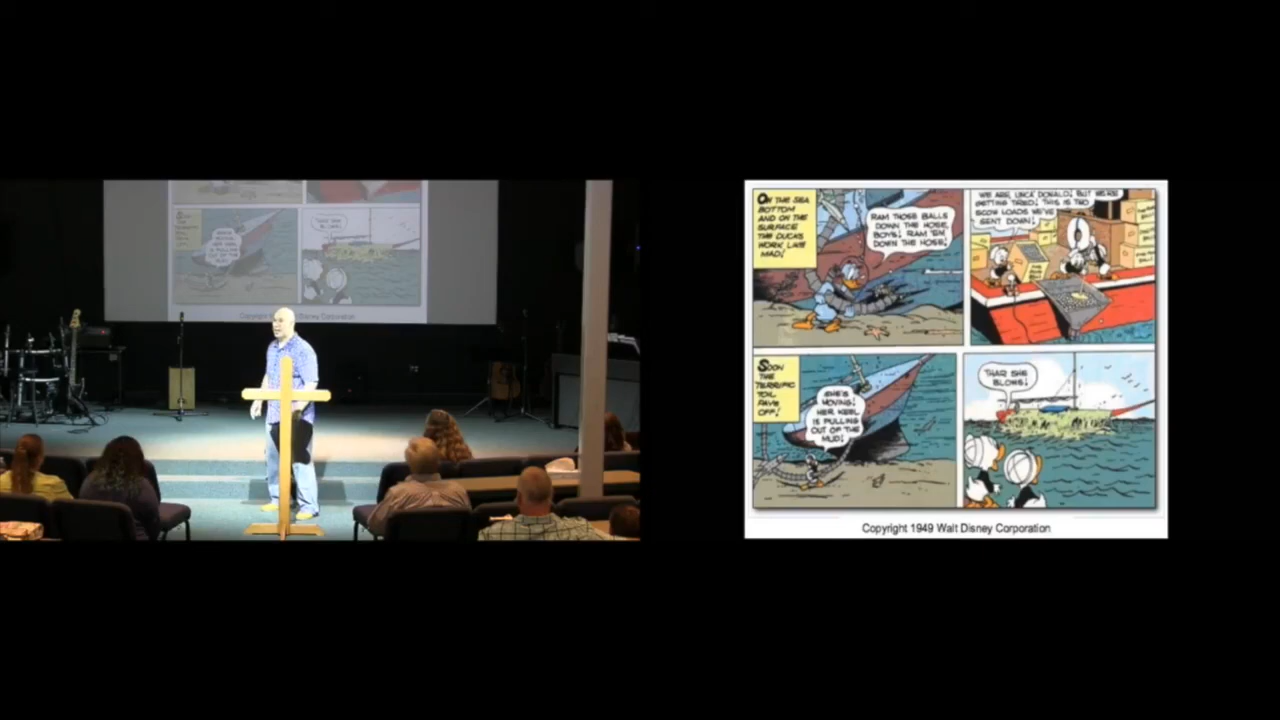 ON THE SEA
BOTTOM
AND ON THE
SURFACE
THE DUCKS
WORK LIKE
MAD!
RAM THOSE BALLS
DOWN THE HOSE,
BOYS! RAM 'EM
DOWN THE HOSE!
WE ARE, UNCA' DONALD! BUT WE'RE
GETTING TIRED! THIS IS TWO
SCOW LOADS WE'VE
SENT DOWN!
SOON
THE
TERRIFIC
TOIL
PAYS
OFF!
SHE'S
MOVING!
HER KEEL
IS PULLING
OUT OF THE
MUD!
THAR SHE
BLOWS!
Copyright 1949 Walt Disney Corporation